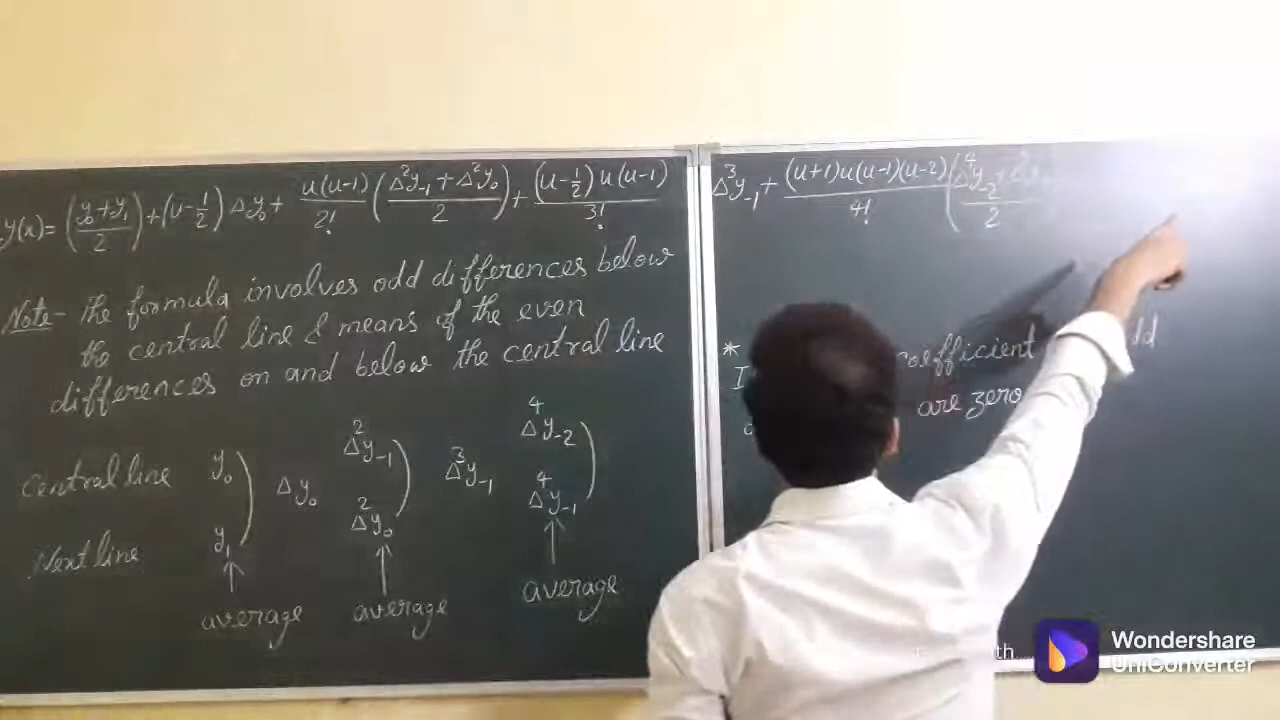 y(x) = (y₀+y₁)/2 + (u-½) Δy₀ + u(u-1)/2! ((Δ²y₋₁+Δ²y₀)/2) + (u-½) u (u-1)/3!
Note- the formula involves odd differences below
the central line & means of the even
differences on and below the central line
Central line y₀ Δy₀ Δ²y₋₁ Δ³y₋₁ Δ⁴y₋₂
Next line y₁ Δ²y₀ Δ⁴y₋₁
average average average
Δ³y₋₁ + (u+1)u(u-1)(u-2)/4! (Δ⁴y₋₂ + 2
* coefficient
are zero
Wondershare
UniConverter